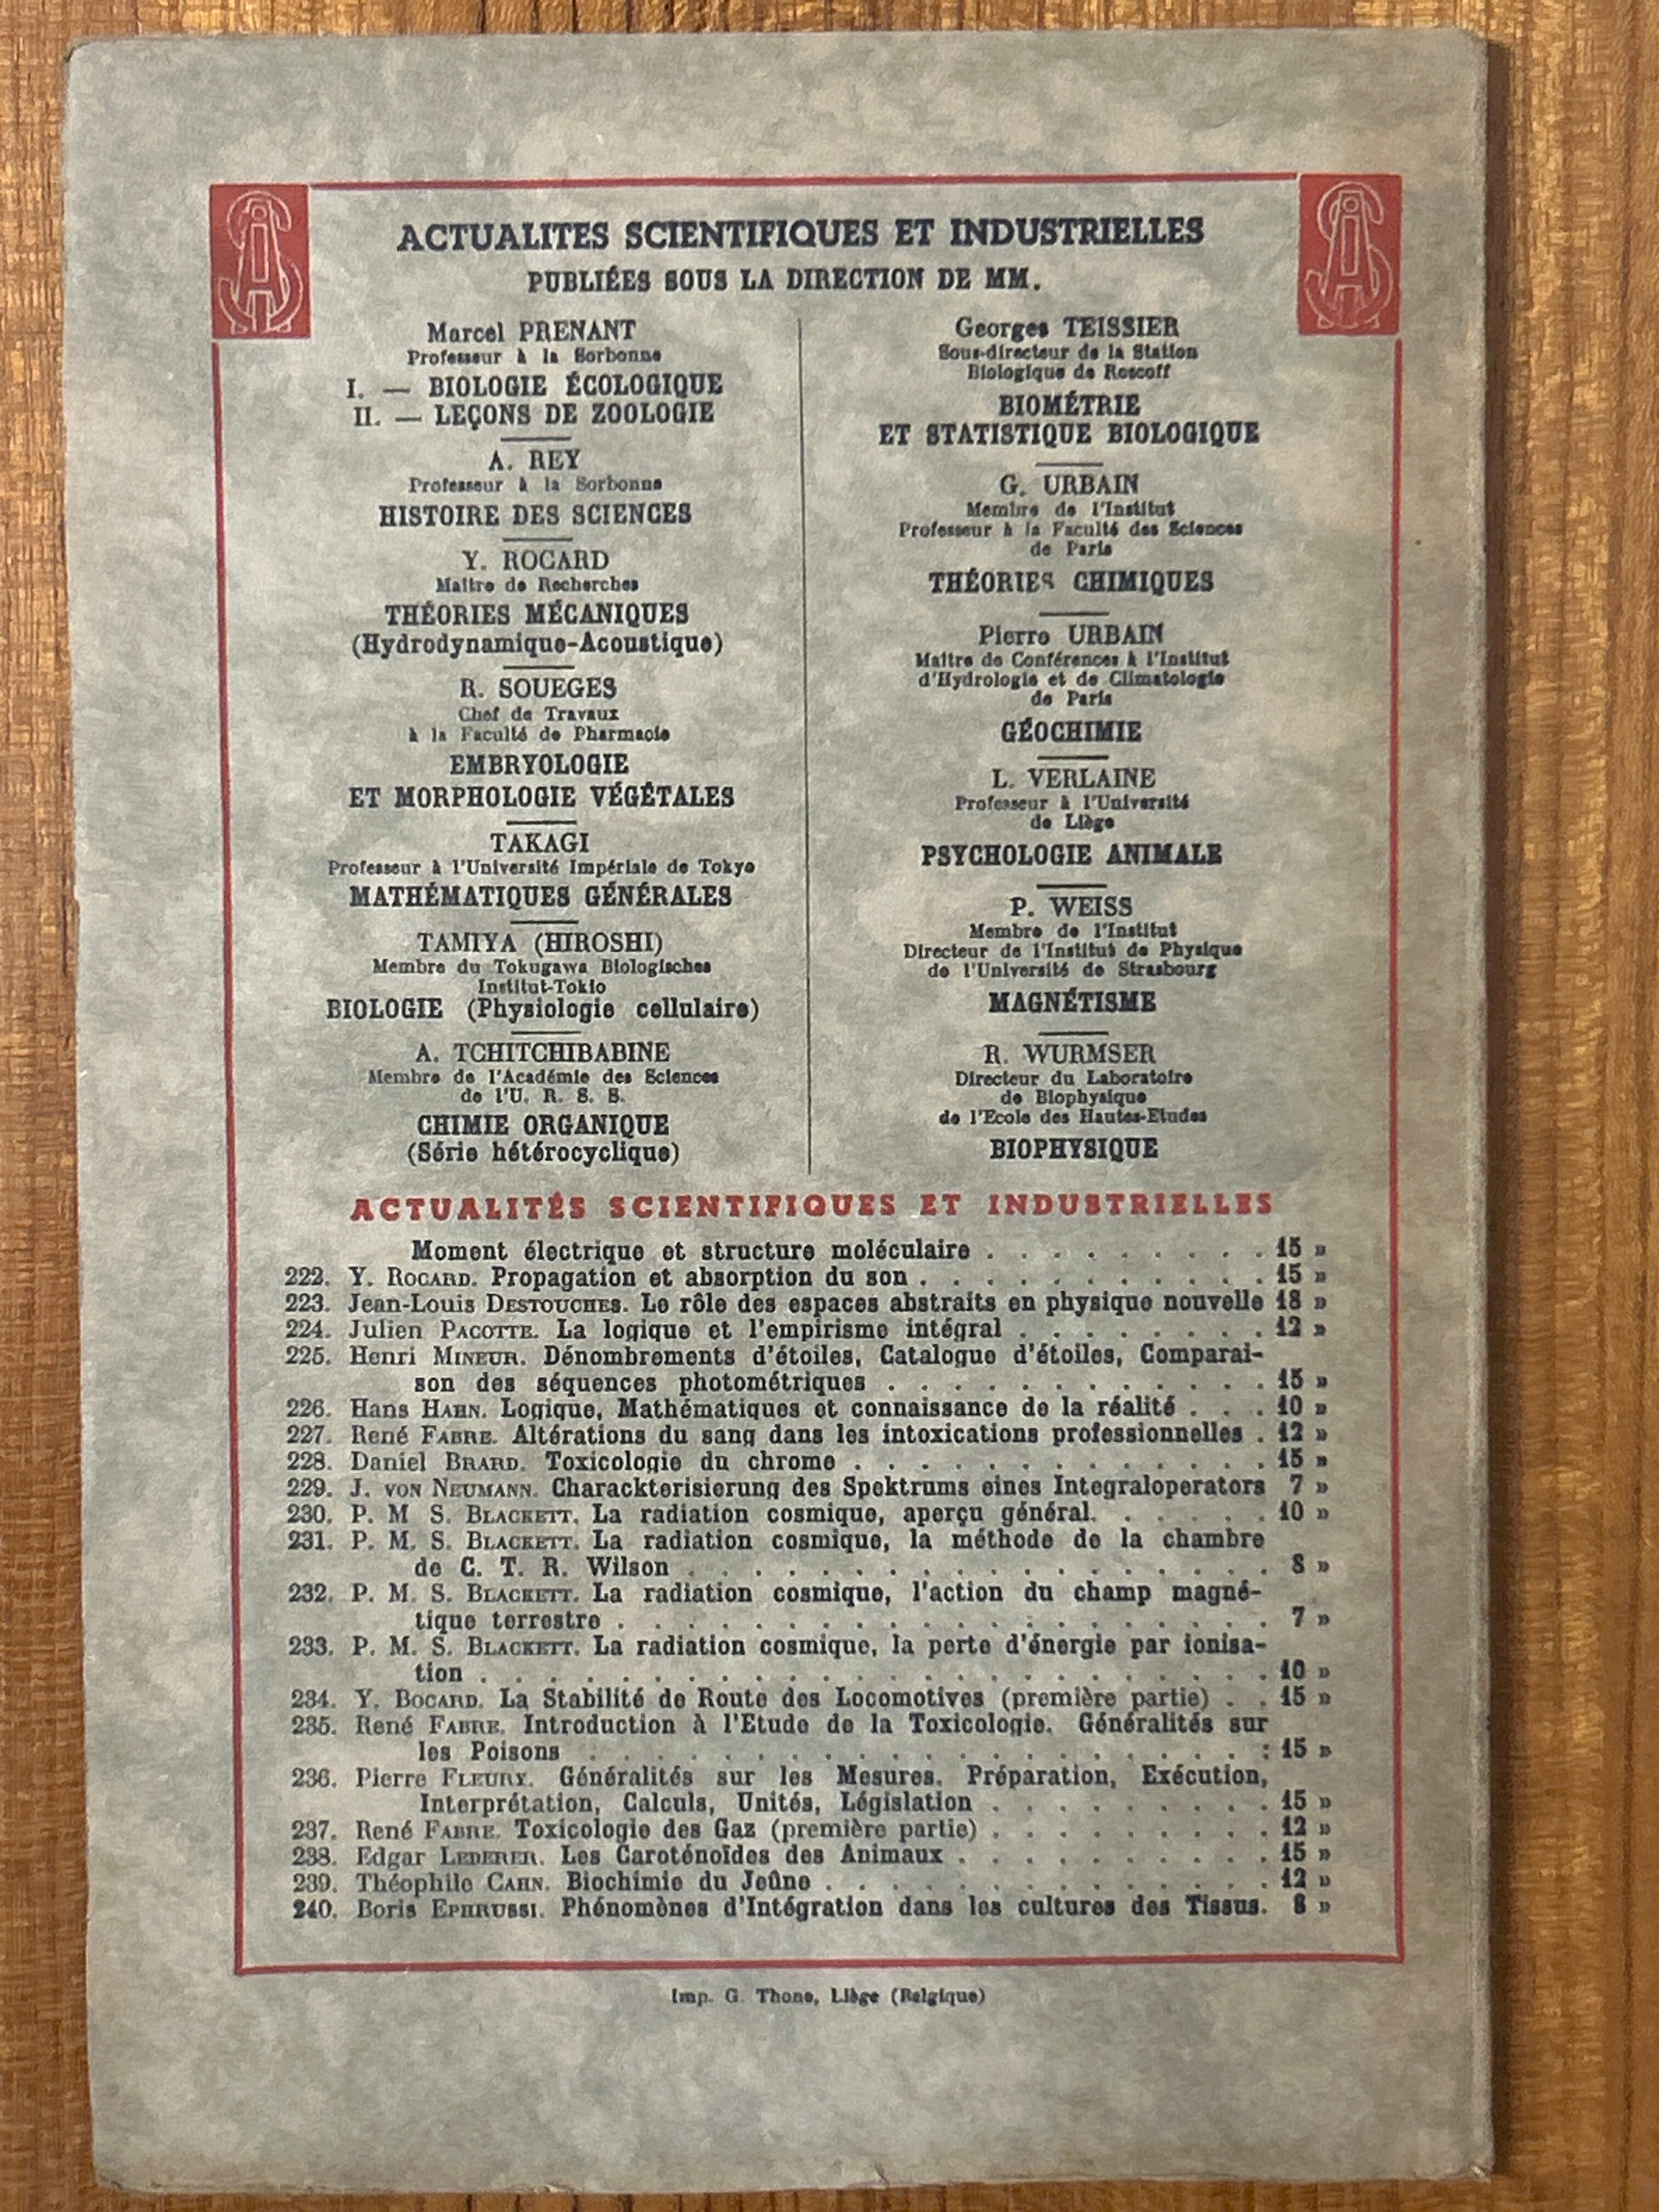 ACTUALITES SCIENTIFIQUES ET INDUSTRIELLES
PUBLIÉES SOUS LA DIRECTION DE MM.
Marcel PRENANT
Professeur à la Sorbonne
I. — BIOLOGIE ÉCOLOGIQUE
II. — LEÇONS DE ZOOLOGIE
A. REY
Professeur à la Sorbonne
HISTOIRE DES SCIENCES
Y. ROCARD
Maître de Recherches
THÉORIES MÉCANIQUES
(Hydrodynamique-Acoustique)
R. SOUEGES
Chef de Travaux
à la Faculté de Pharmacie
EMBRYOLOGIE
ET MORPHOLOGIE VÉGÉTALES
TAKAGI
Professeur à l'Université Impériale de Tokyo
MATHÉMATIQUES GÉNÉRALES
TAMIYA (HIROSHI)
Membre du Tokugawa Biologisches
Institut-Tokio
BIOLOGIE (Physiologie cellulaire)
A. TCHITCHIBABINE
Membre de l'Académie des Sciences
de l'U. R. S. S.
CHIMIE ORGANIQUE
(Série hétérocyclique)
Georges TEISSIER
Sous-directeur de la Station
Biologique de Roscoff
BIOMÉTRIE
ET STATISTIQUE BIOLOGIQUE
G. URBAIN
Membre de l'Institut
Professeur à la Faculté des Sciences
de Paris
THÉORIES CHIMIQUES
Pierre URBAIN
Maître de Conférences à l'Institut
d'Hydrologie et de Climatologie
de Paris
GÉOCHIMIE
L. VERLAINE
Professeur à l'Université
de Liège
PSYCHOLOGIE ANIMALE
P. WEISS
Membre de l'Institut
Directeur de l'Institut de Physique
de l'Université de Strasbourg
MAGNÉTISME
R. WURMSER
Directeur du Laboratoire
de Biophysique
de l'Ecole des Hautes-Etudes
BIOPHYSIQUE
ACTUALITÉS SCIENTIFIQUES ET INDUSTRIELLES
Moment électrique et structure moléculaire . . . . . . . . . 15 »
222. Y. ROCARD. Propagation et absorption du son . . . . . . . . . . . 15 »
223. Jean-Louis DESTOUCHES. Le rôle des espaces abstraits en physique nouvelle 18 »
224. Julien PACOTTE. La logique et l'empirisme intégral . . . . . . . . 12 »
225. Henri MINEUR. Dénombrements d'étoiles, Catalogue d'étoiles, Comparai-
son des séquences photométriques . . . . . . . . . . . . 15 »
226. Hans HAHN. Logique, Mathématiques et connaissance de la réalité . . . 10 »
227. René FABRE. Altérations du sang dans les intoxications professionnelles . 12 »
228. Daniel BRARD. Toxicologie du chrome . . . . . . . . . . . . . 15 »
229. J. VON NEUMANN. Charackterisierung des Spektrums eines Integraloperators 7 »
230. P. M S. BLACKETT. La radiation cosmique, aperçu général. . . . . . 10 »
231. P. M. S. BLACKETT. La radiation cosmique, la méthode de la chambre
de C. T. R. Wilson . . . . . . . . . . . . . . . . . 8 »
232. P. M. S. BLACKETT. La radiation cosmique, l'action du champ magné-
tique terrestre . . . . . . . . . . . . . . . . . . . 7 »
233. P. M. S. BLACKETT. La radiation cosmique, la perte d'énergie par ionisa-
tion . . . . . . . . . . . . . . . . . . . . . . . 10 »
234. Y. BOCARD. La Stabilité de Route des Locomotives (première partie) . . 15 »
235. René FABRE. Introduction à l'Etude de la Toxicologie. Généralités sur
les Poisons . . . . . . . . . . . . . . . . . . . . : 15 »
236. Pierre FLEURY. Généralités sur les Mesures. Préparation, Exécution,
Interprétation, Calculs, Unités, Législation . . . . . . . . . 15 »
237. René FABRE. Toxicologie des Gaz (première partie) . . . . . . . . . 12 »
238. Edgar LEDERER. Les Caroténoïdes des Animaux . . . . . . . . . . 15 »
239. Théophile CAHN. Biochimie du Jeûne . . . . . . . . . . . . . . 12 »
240. Boris EPHRUSSI. Phénomènes d'Intégration dans les cultures des Tissus. 8 »
Imp. G. Thone, Liège (Belgique)